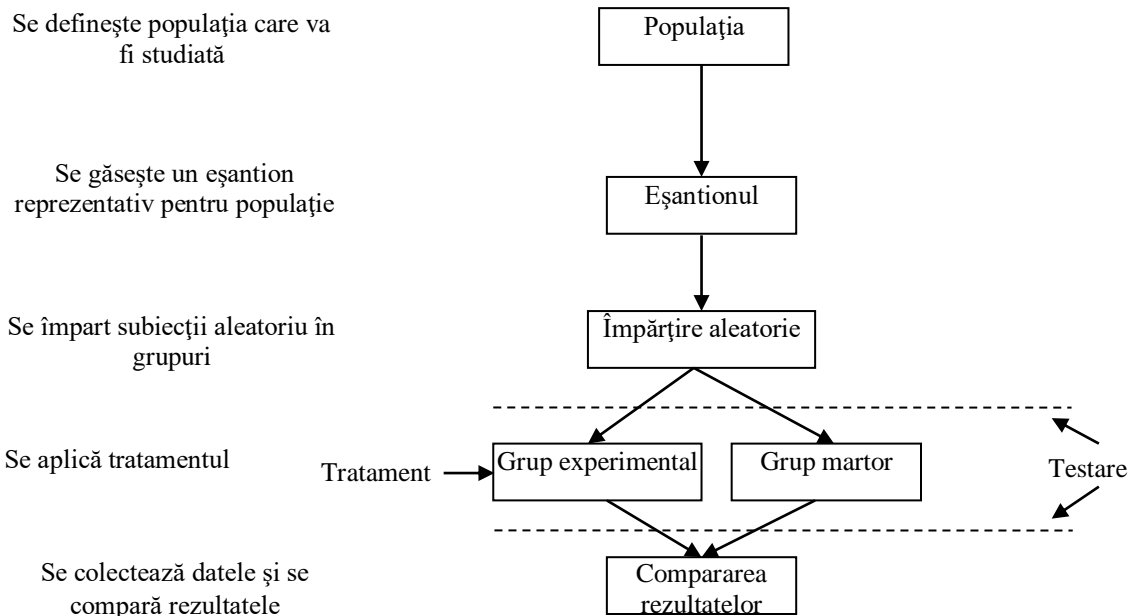 Se defineşte populaţia care va
fi studiată
Populaţia
Se găseşte un eşantion
reprezentativ pentru populaţie
Eşantionul
Se împart subiecţii aleatoriu în
grupuri
Împărţire aleatorie
Se aplică tratamentul
Tratament
Grup experimental
Grup martor
Testare
Se colectează datele şi se
compară rezultatele
Compararea
rezultatelor